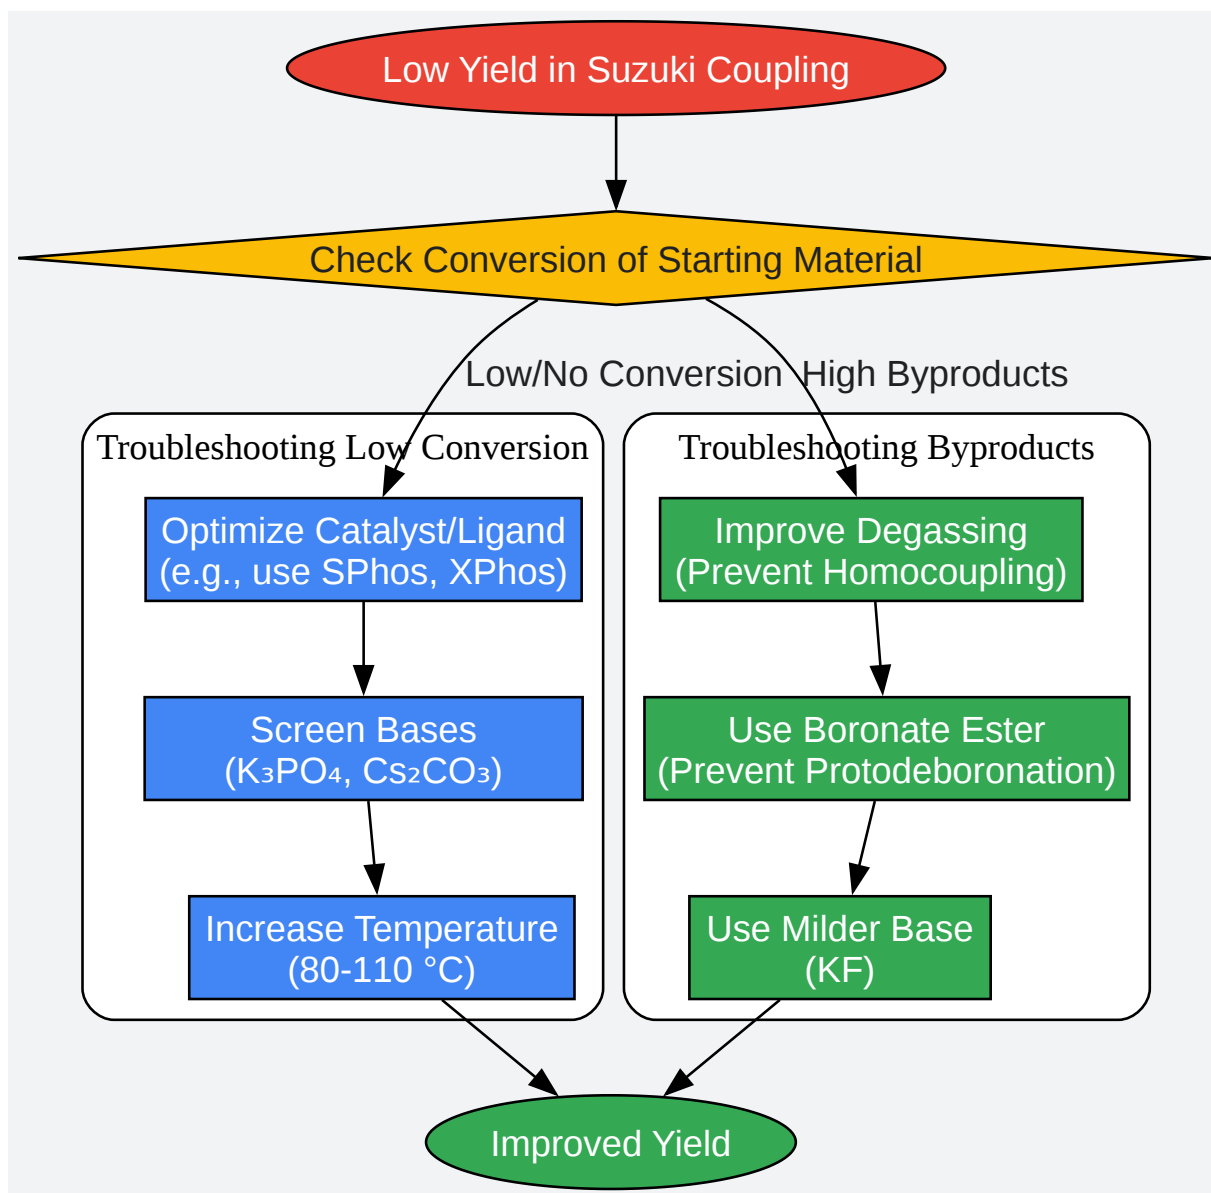 Low Yield in Suzuki Coupling
Check Conversion of Starting Material
Low/No Conversion
High Byproducts
Troubleshooting Low Conversion
Optimize Catalyst/Ligand
(e.g., use SPhos, XPhos)
Screen Bases
(K₃PO₄, Cs₂CO₃)
Increase Temperature
(80-110 °C)
Troubleshooting Byproducts
Improve Degassing
(Prevent Homocoupling)
Use Boronate Ester
(Prevent Protodeboronation)
Use Milder Base
(KF)
Improved Yield